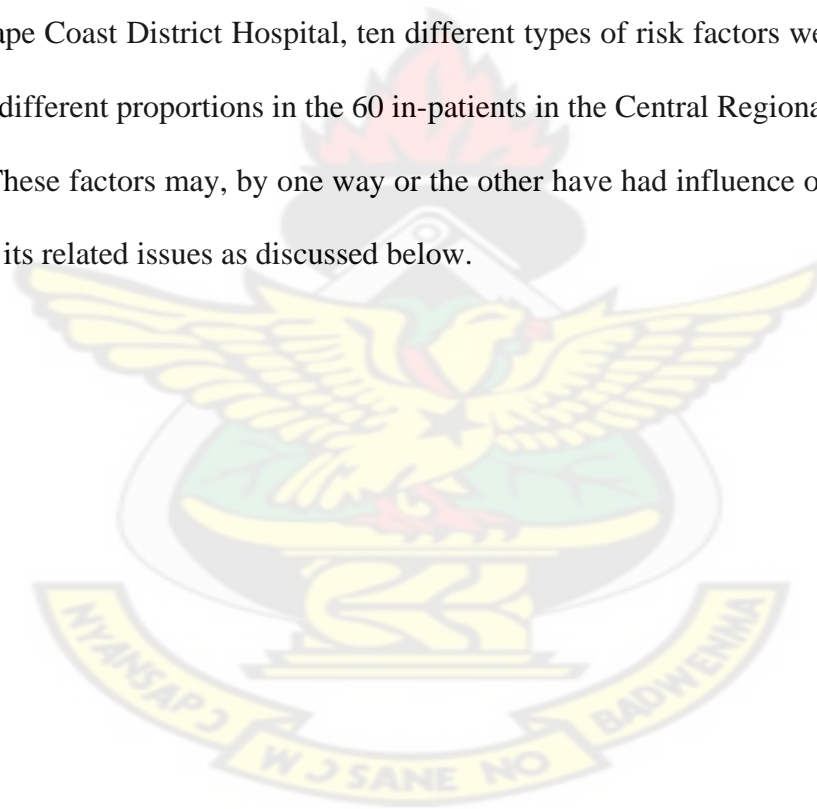 ape Coast District Hospital, ten different types of risk factors we
different proportions in the 60 in-patients in the Central Regiona
These factors may, by one way or the other have had influence o
its related issues as discussed below.
NYANSAPƆ
WƆ SANE NO
BADWENMA